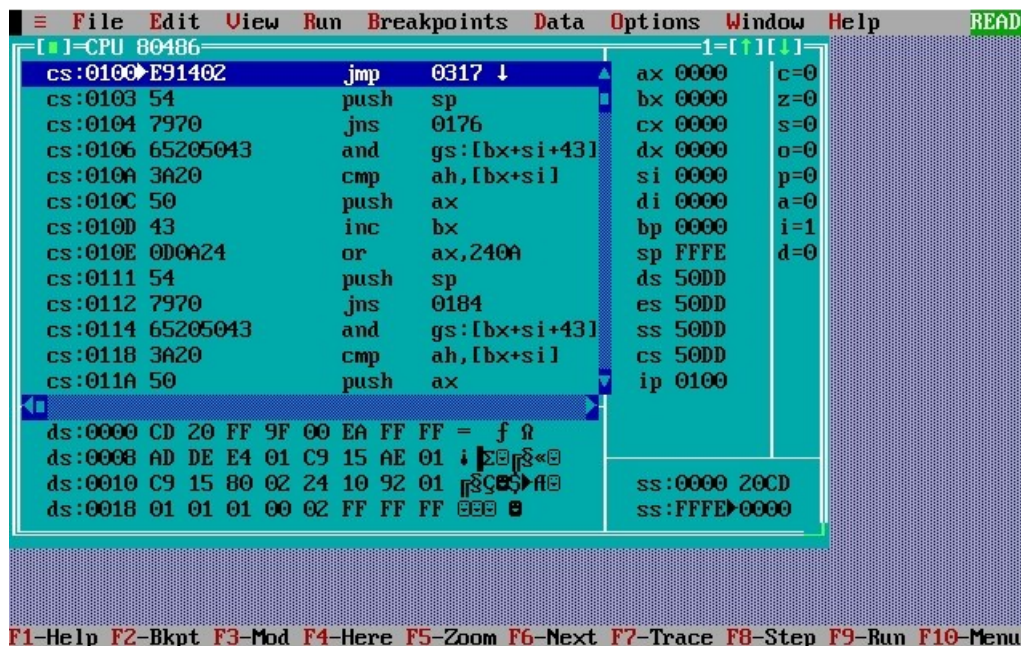 ≡ File Edit View Run Breakpoints Data Options Window Help READ
[■]=CPU 80486 1=[↑][↓]
cs:0100►E91402 jmp 0317 ↓ ax 0000 c=0
cs:0103 54 push sp bx 0000 z=0
cs:0104 7970 jns 0176 cx 0000 s=0
cs:0106 65205043 and gs:[bx+si+43] dx 0000 o=0
cs:010A 3A20 cmp ah,[bx+si] si 0000 p=0
cs:010C 50 push ax di 0000 a=0
cs:010D 43 inc bx bp 0000 i=1
cs:010E 0D0A24 or ax,240A sp FFFE d=0
cs:0111 54 push sp ds 50DD
cs:0112 7970 jns 0184 es 50DD
cs:0114 65205043 and gs:[bx+si+43] ss 50DD
cs:0118 3A20 cmp ah,[bx+si] cs 50DD
cs:011A 50 push ax ip 0100
ds:0000 CD 20 FF 9F 00 EA FF FF = ƒ Ω
ds:0008 AD DE E4 01 C9 15 AE 01 ¡▐Σ☺╔§«☺
ds:0010 C9 15 80 02 24 10 92 01 ╔§Ç☻$►Æ☺ ss:0000 20CD
ds:0018 01 01 01 00 02 FF FF FF ☺☺☺ ☻ ss:FFFE►0000
F1-Help F2-Bkpt F3-Mod F4-Here F5-Zoom F6-Next F7-Trace F8-Step F9-Run F10-Menu